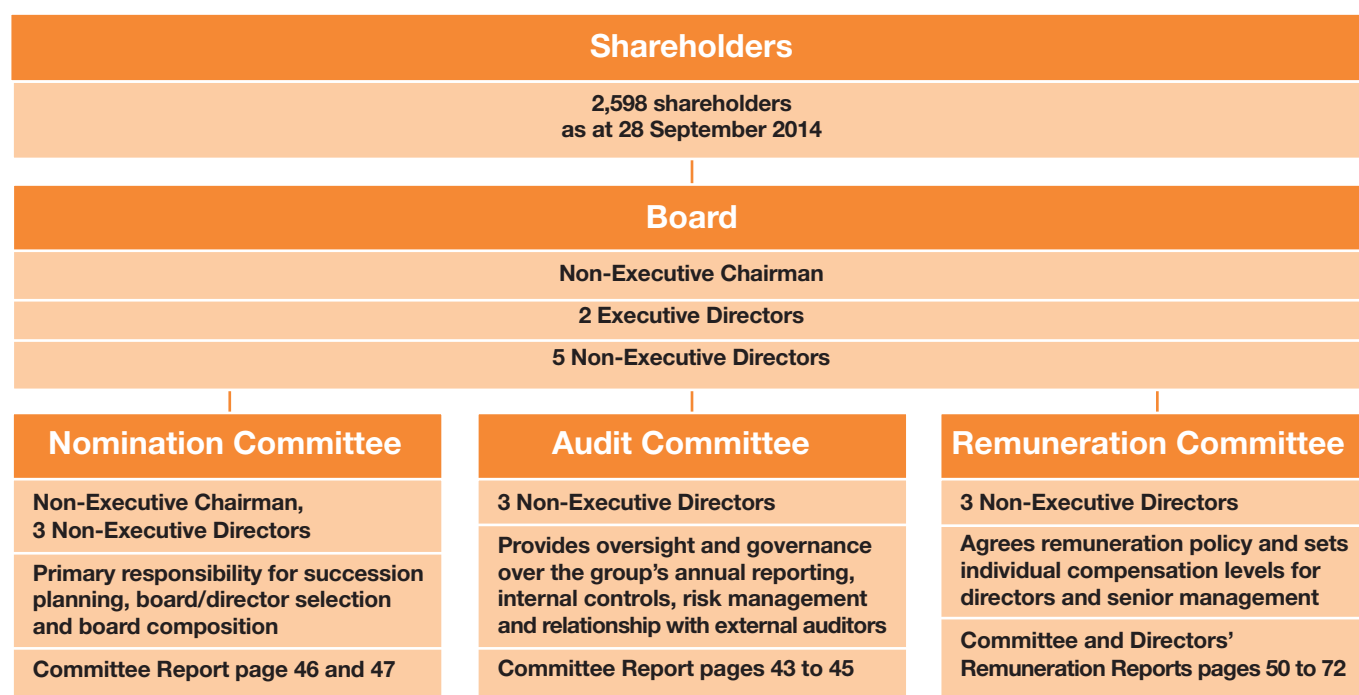 Shareholders
2,598 shareholders
as at 28 September 2014
Board
Non-Executive Chairman
2 Executive Directors
5 Non-Executive Directors
Nomination Committee
Non-Executive Chairman,
3 Non-Executive Directors
Primary responsibility for succession
planning, board/director selection
and board composition
Committee Report page 46 and 47
Audit Committee
3 Non-Executive Directors
Provides oversight and governance
over the group’s annual reporting,
internal controls, risk management
and relationship with external auditors
Committee Report pages 43 to 45
Remuneration Committee
3 Non-Executive Directors
Agrees remuneration policy and sets
individual compensation levels for
directors and senior management
Committee and Directors’
Remuneration Reports pages 50 to 72